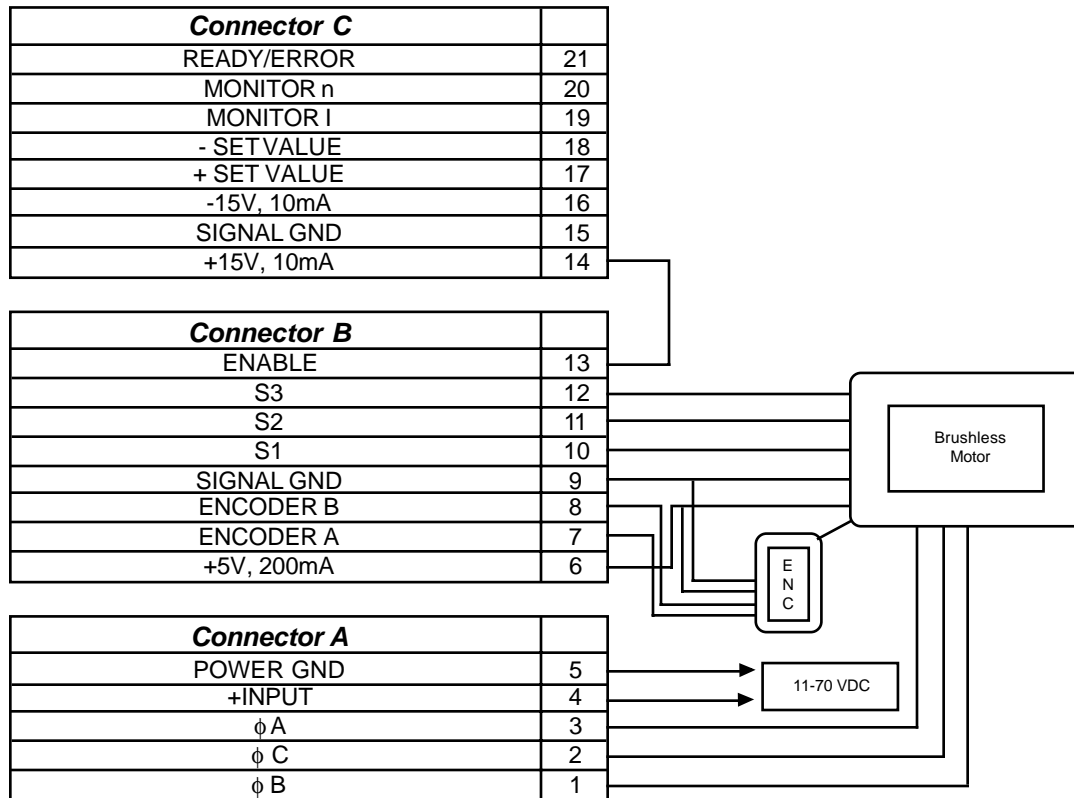 Connector C
READY/ERROR 21
MONITOR n 20
MONITOR I 19
- SET VALUE 18
+ SET VALUE 17
-15V, 10mA 16
SIGNAL GND 15
+15V, 10mA 14
Connector B
ENABLE 13
S3 12
S2 11
S1 10
SIGNAL GND 9
ENCODER B 8
ENCODER A 7
+5V, 200mA 6
Brushless
Motor
E
N
C
Connector A
POWER GND 5
+INPUT 4
ϕ A 3
ϕ C 2
ϕ B 1
11-70 VDC